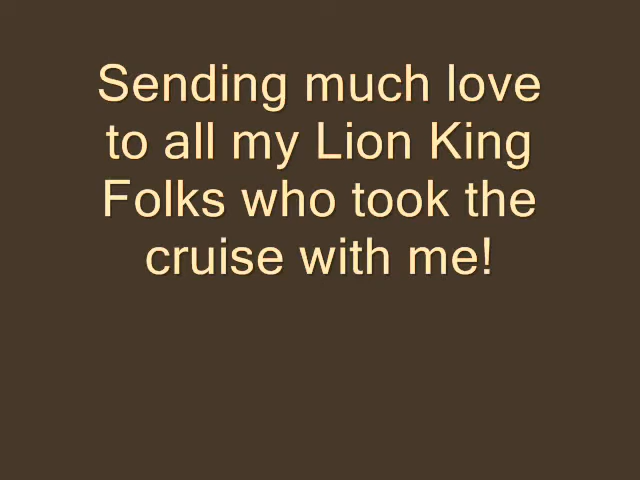 Sending much love
to all my Lion King
Folks who took the
cruise with me!